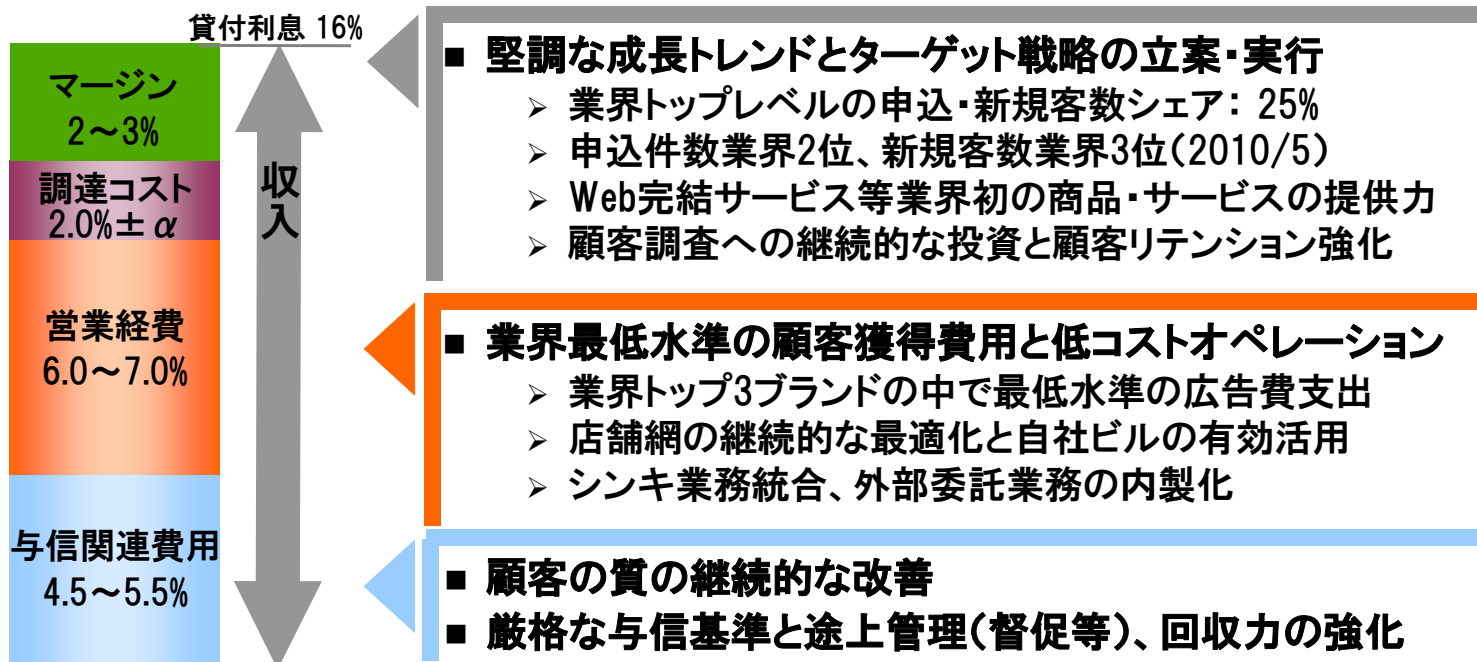 貸付利息 16%
マージン
2～3%
調達コスト
2.0%± α
営業経費
6.0～7.0%
与信関連費用
4.5～5.5%
収
入
■ 堅調な成長トレンドとターゲット戦略の立案・実行
➢ 業界トップレベルの申込・新規客数シェア： 25%
➢ 申込件数業界2位、新規客数業界3位（2010/5）
➢ Web完結サービス等業界初の商品・サービスの提供力
➢ 顧客調査への継続的な投資と顧客リテンション強化
■ 業界最低水準の顧客獲得費用と低コストオペレーション
➢ 業界トップ3ブランドの中で最低水準の広告費支出
➢ 店舗網の継続的な最適化と自社ビルの有効活用
➢ シンキ業務統合、外部委託業務の内製化
■ 顧客の質の継続的な改善
■ 厳格な与信基準と途上管理（督促等）、回収力の強化